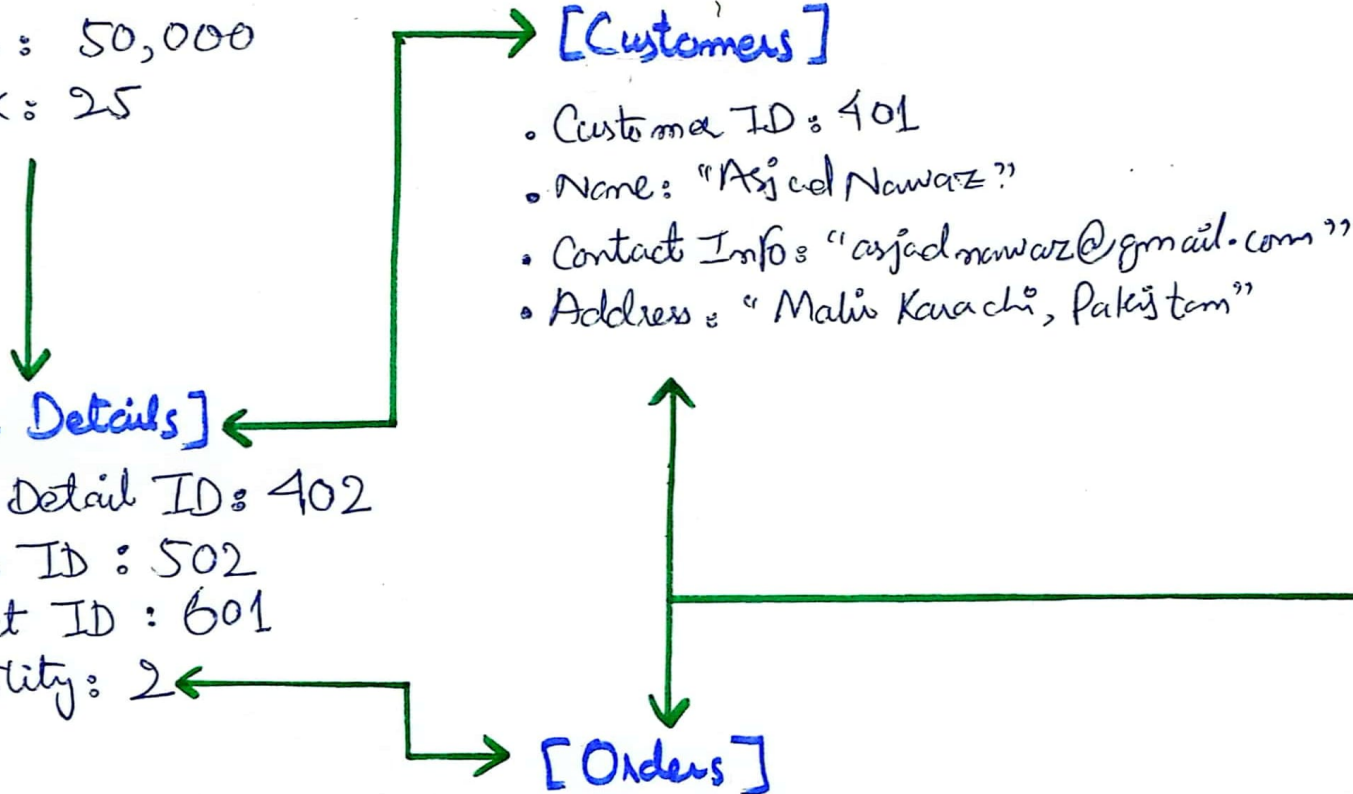 : 50,000
k: 25
Details]
Detail ID: 402
ID: 502
t ID: 601
tity: 2
[Customers]
• Customer ID: 401
• Name: "Asjad Nawaz"
• Contact Info: "asjadnawaz@gmail.com"
• Address: "Malir Karachi, Pakistan"
[Orders]